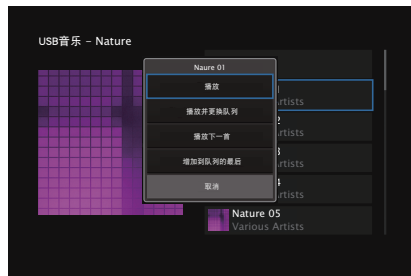 USB音乐 – Nature
Naure 01
播放
播放并更换队列
播放下一首
增加到队列的最后
取消
Artists
Artists
Artists
Artists
Nature 05
Various Artists